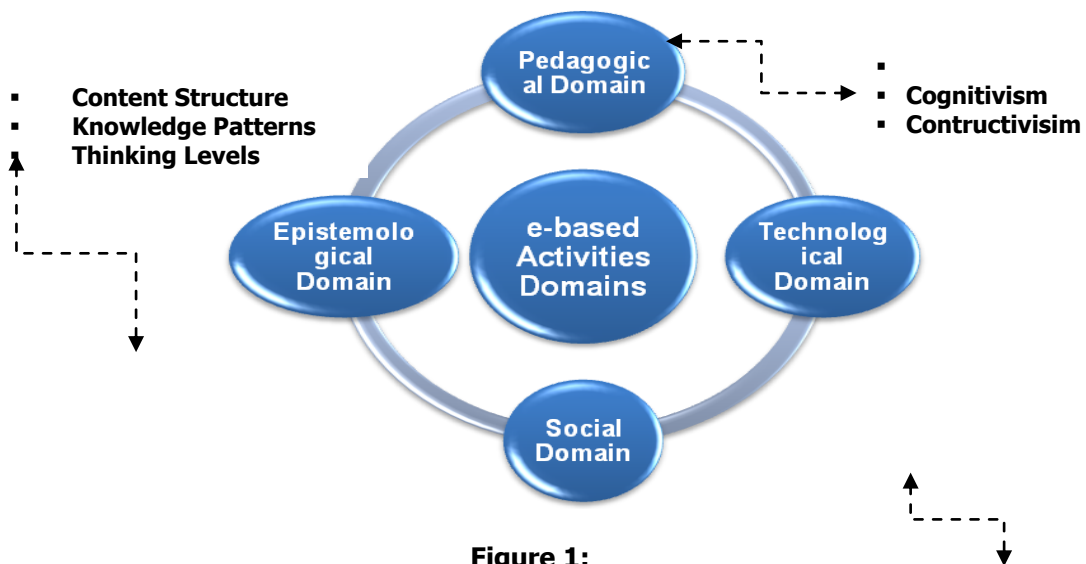 Pedagogic
al Domain
▪
▪ Cognitivism
▪ Contructivisim
▪ Content Structure
▪ Knowledge Patterns
▪ Thinking Levels
Epistemolo
gical
Domain
e-based
Activities
Domains
Technolog
ical
Domain
Social
Domain
Figure 1: